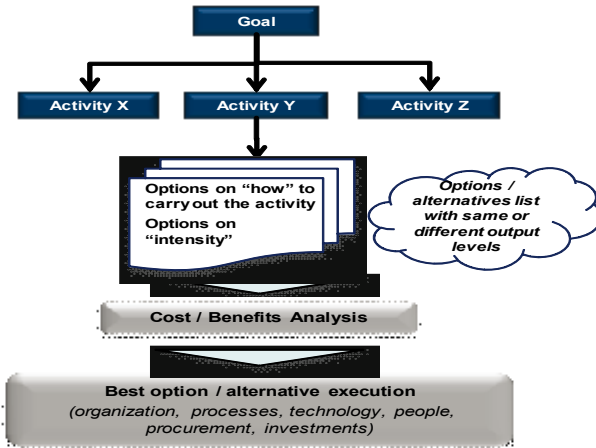 Goal
Activity X
Activity Y
Activity Z
Options on “how” to
carry out the activity
Options on
“intensity”
Options /
alternatives list
with same or
different output
levels
Cost / Benefits Analysis
Best option / alternative execution
(organization, processes, technology, people,
procurement, investments)